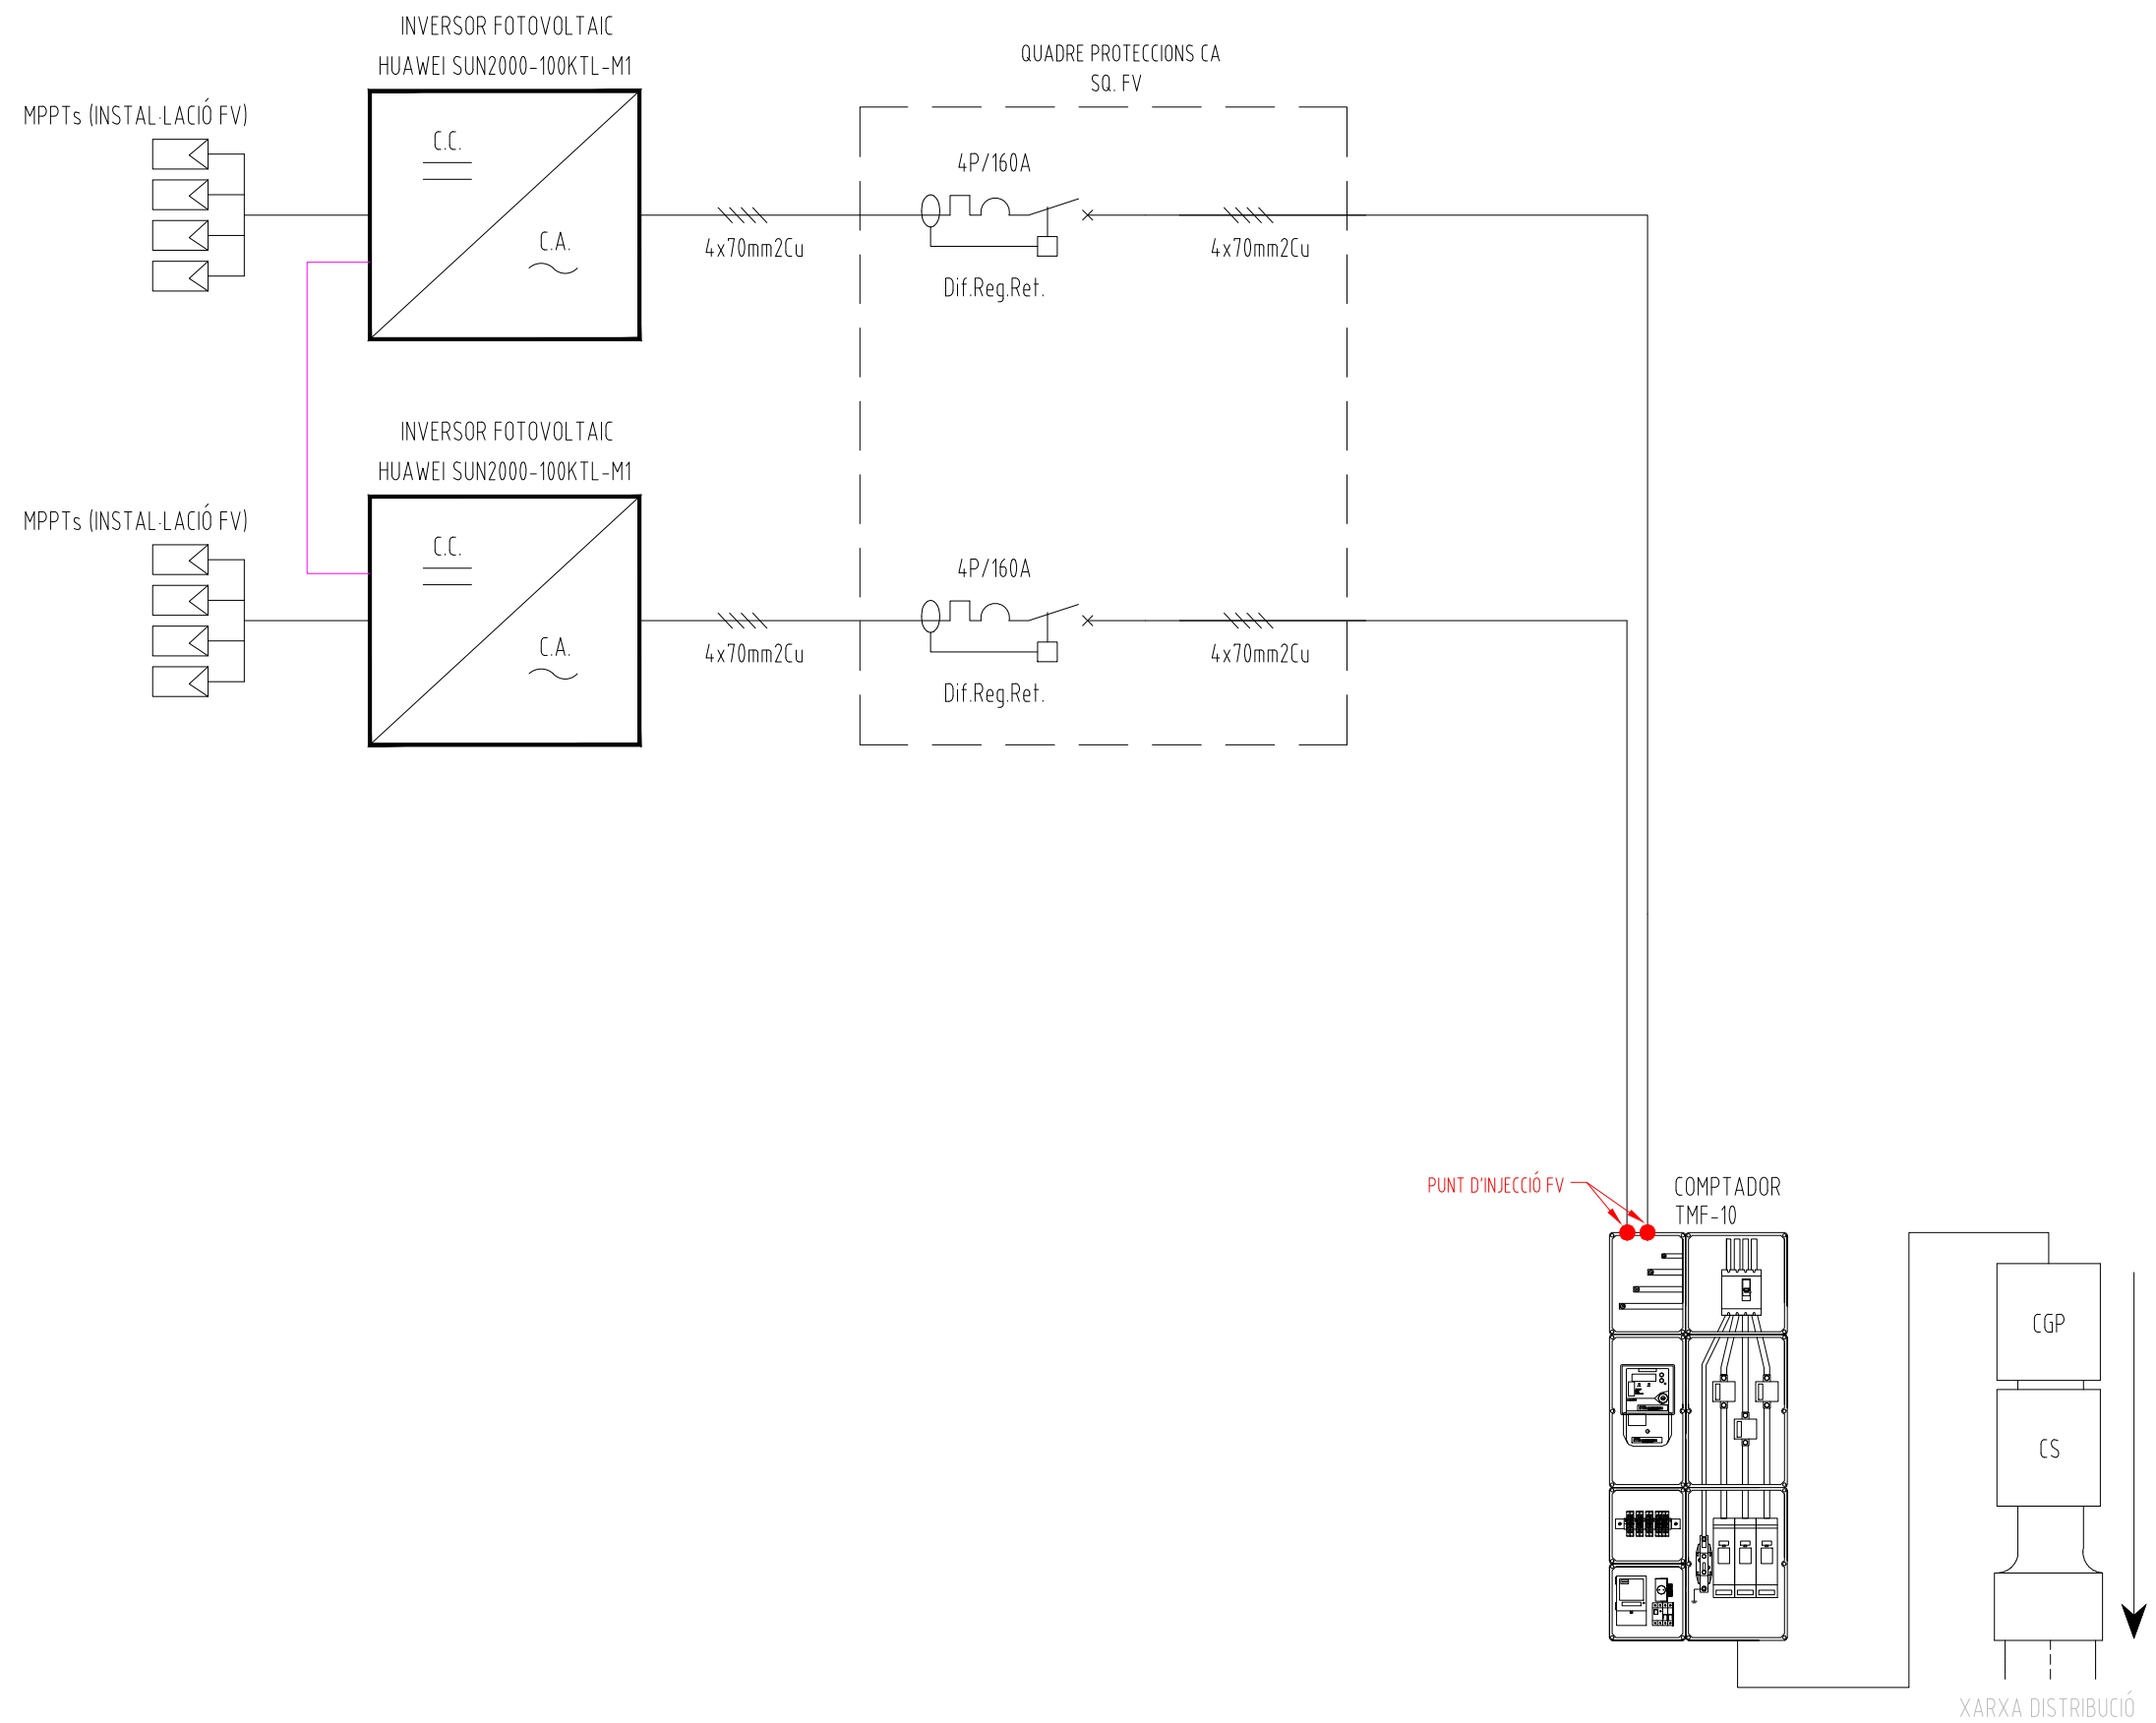 INVERSOR FOTOVOLTAIC
HUAWEI SUN2000-100KTL-M1
QUADRE PROTECCIONS CA
SQ. FV
MPPTs (INSTAL·LACIÓ FV)
C.C.
C.A.
4P/160A
4x70mm2Cu
4x70mm2Cu
Dif.Reg.Ret.
INVERSOR FOTOVOLTAIC
HUAWEI SUN2000-100KTL-M1
MPPTs (INSTAL·LACIÓ FV)
C.C.
C.A.
4P/160A
4x70mm2Cu
4x70mm2Cu
Dif.Reg.Ret.
PUNT D'INJECCIÓ FV
COMPTADOR
TMF-10
CGP
CS
XARXA DISTRIBUCIÓ